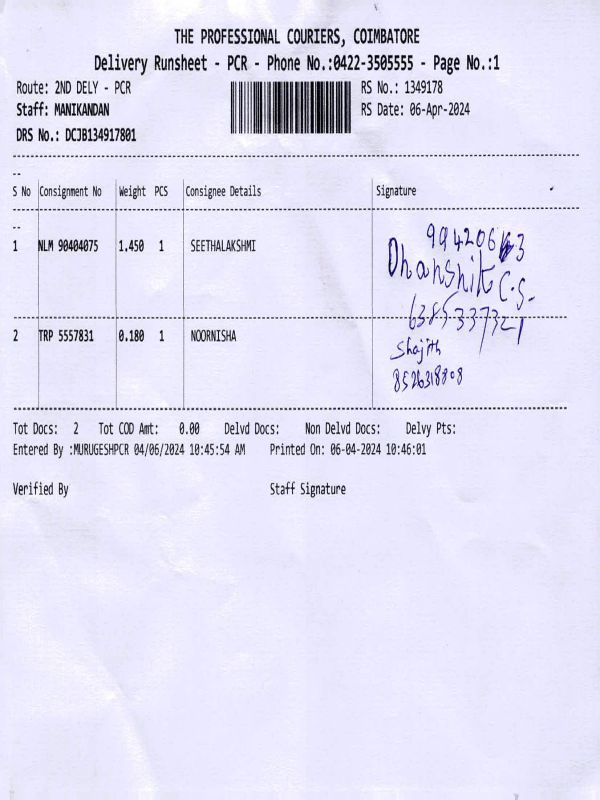 THE PROFESSIONAL COURIERS, COIMBATORE
Delivery Runsheet - PCR - Phone No.:0422-3505555 - Page No.:1
Route: 2ND DELY - PCR RS No.: 1349178
Staff: MANIKANDAN RS Date: 06-Apr-2024
DRS No.: DCJB134917801
--
S No Consignment No Weight PCS Consignee Details Signature
--
1 NLM 90404075 1.450 1 SEETHALAKSHMI
Dhanshik C.S.
6385337321
2 TRP 5557831 0.180 1 NOORNISHA
Shajith
8526318808
Tot Docs: 2 Tot COD Amt: 0.00 Delvd Docs: Non Delvd Docs: Delvy Pts:
Entered By :MURUGESHPCR 04/06/2024 10:45:54 AM Printed On: 06-04-2024 10:46:01
Verified By Staff Signature